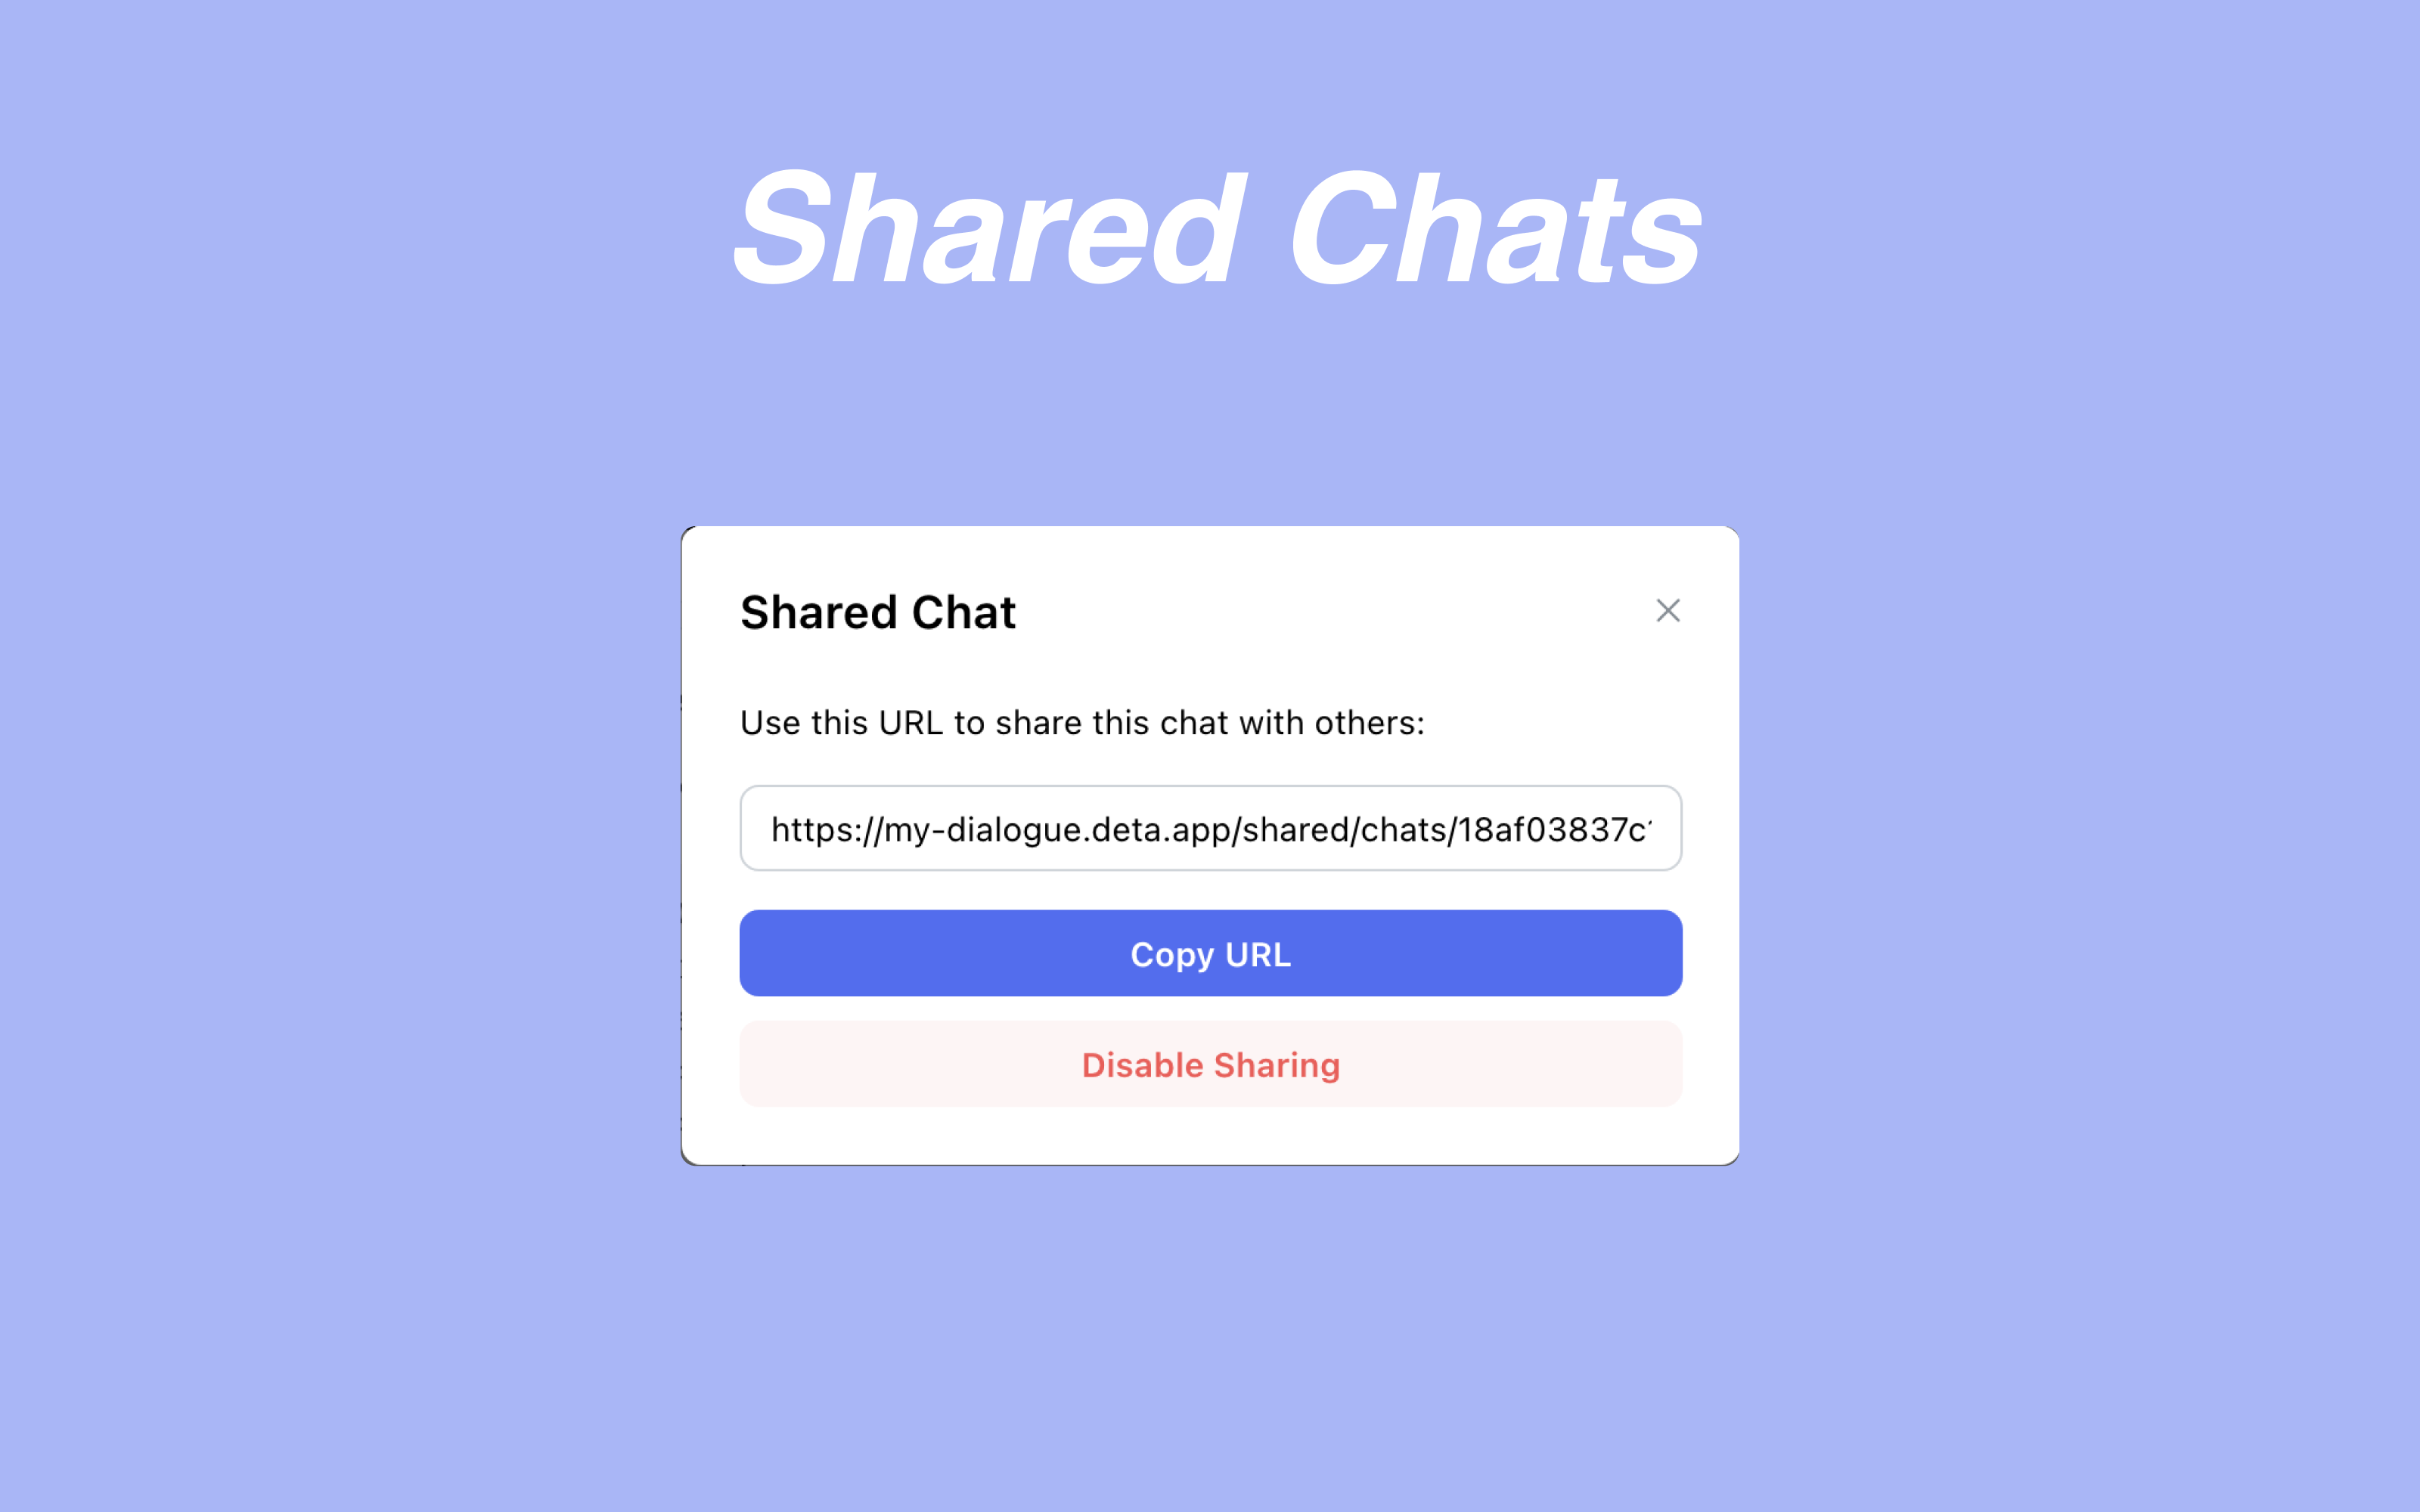 Shared Chats
Shared Chat
Use this URL to share this chat with others:
https://my-dialogue.deta.app/shared/chats/18af03837c
Copy URL
Disable Sharing